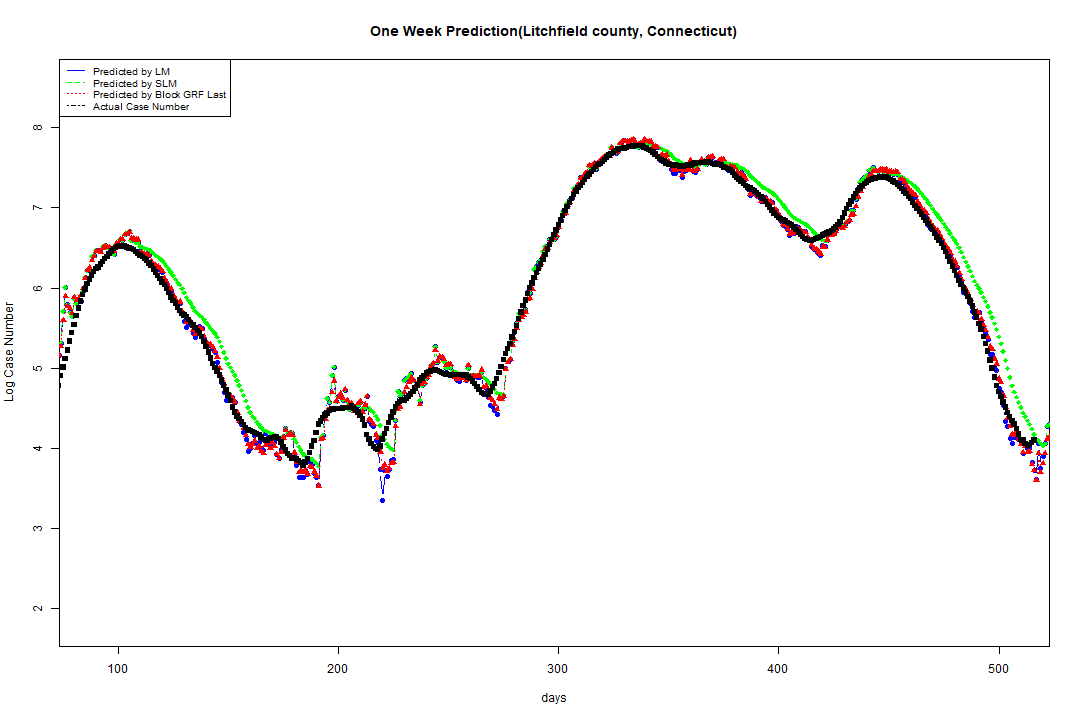 One Week Prediction(Litchfield county, Connecticut)
Predicted by LM
Predicted by SLM
Predicted by Block GRF Last
Actual Case Number
Log Case Number
8
7
6
5
4
3
2
100 200 300 400 500
days